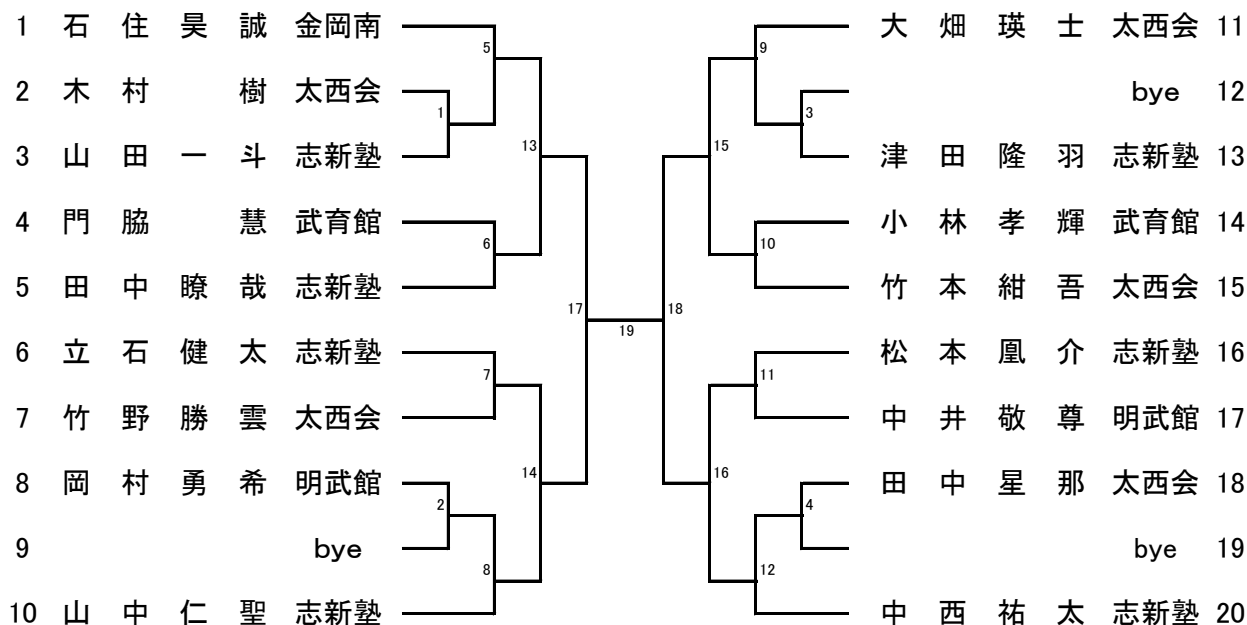 1 石住昊誠 金岡南
2 木村樹 太西会
3 山田一斗 志新塾
4 門脇慧 武育館
5 田中瞭哉 志新塾
6 立石健太 志新塾
7 竹野勝雲 太西会
8 岡村勇希 明武館
9 bye
10 山中仁聖 志新塾
5
1
13
6
17
7
14
2
8
19
9
3
15
10
18
11
16
4
12
大畑瑛士 太西会 11
bye 12
津田隆羽 志新塾 13
小林孝輝 武育館 14
竹本紺吾 太西会 15
松本凰介 志新塾 16
中井敬尊 明武館 17
田中星那 太西会 18
bye 19
中西祐太 志新塾 20